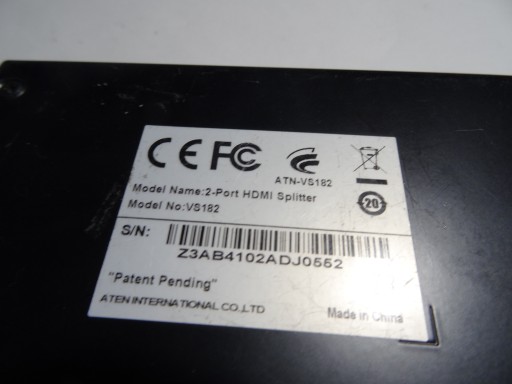 CE FC
ATN-VS182
Model Name:2-Port HDMI Splitter
Model No:VS182
20
S/N:
Z3AB4102ADJ0552
"Patent Pending"
ATEN INTERNATIONAL CO.,LTD
Made in China